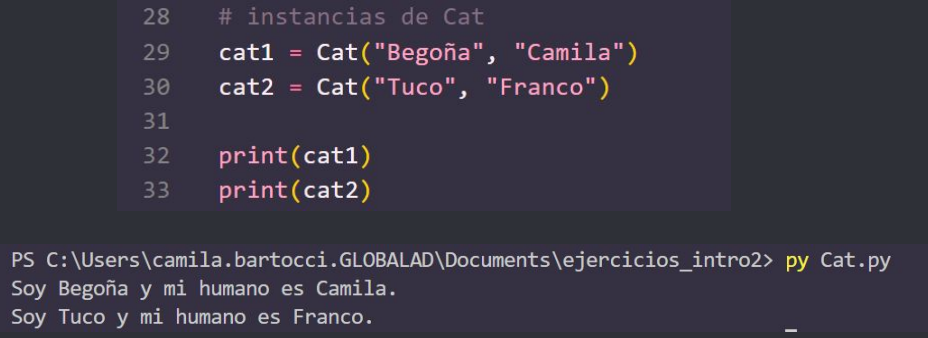 28 # instancias de Cat
29 cat1 = Cat("Begoña", "Camila")
30 cat2 = Cat("Tuco", "Franco")
31
32 print(cat1)
33 print(cat2)
PS C:\Users\camila.bartocci.GLOBALAD\Documents\ejercicios_intro2> py Cat.py
Soy Begoña y mi humano es Camila.
Soy Tuco y mi humano es Franco.